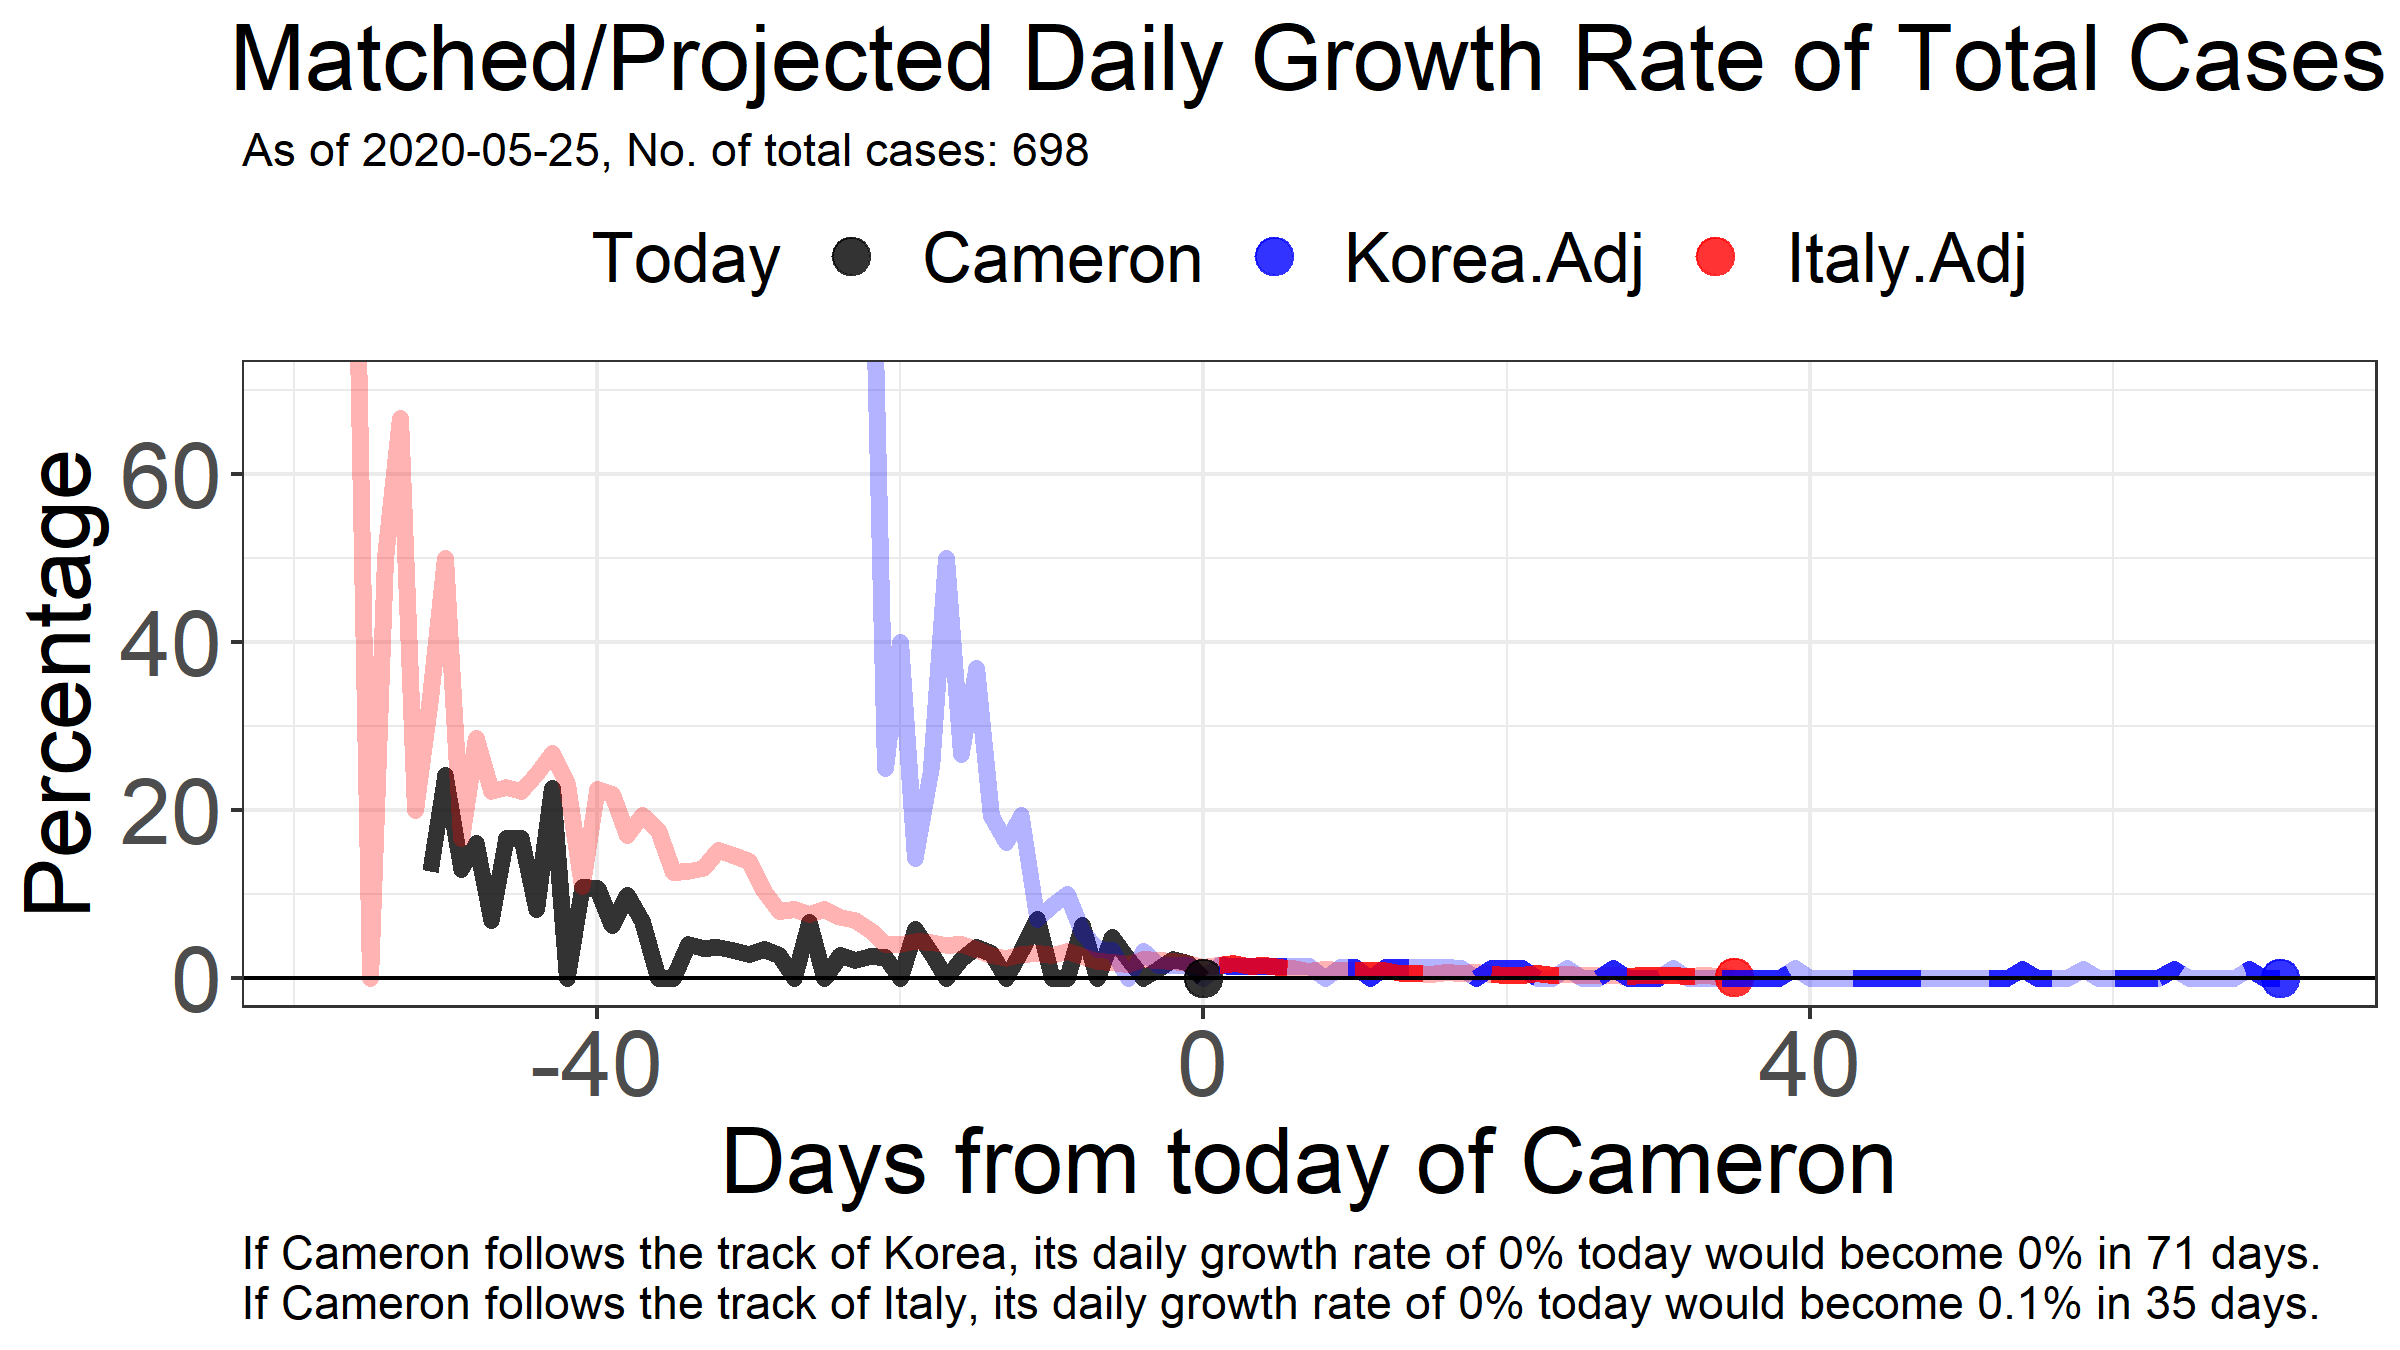 Matched/Projected Daily Growth Rate of Total Cases
As of 2020-05-25, No. of total cases: 698
Today Cameron Korea.Adj Italy.Adj
Percentage
60
40
20
0
-40 0 40
Days from today of Cameron
If Cameron follows the track of Korea, its daily growth rate of 0% today would become 0% in 71 days.
If Cameron follows the track of Italy, its daily growth rate of 0% today would become 0.1% in 35 days.